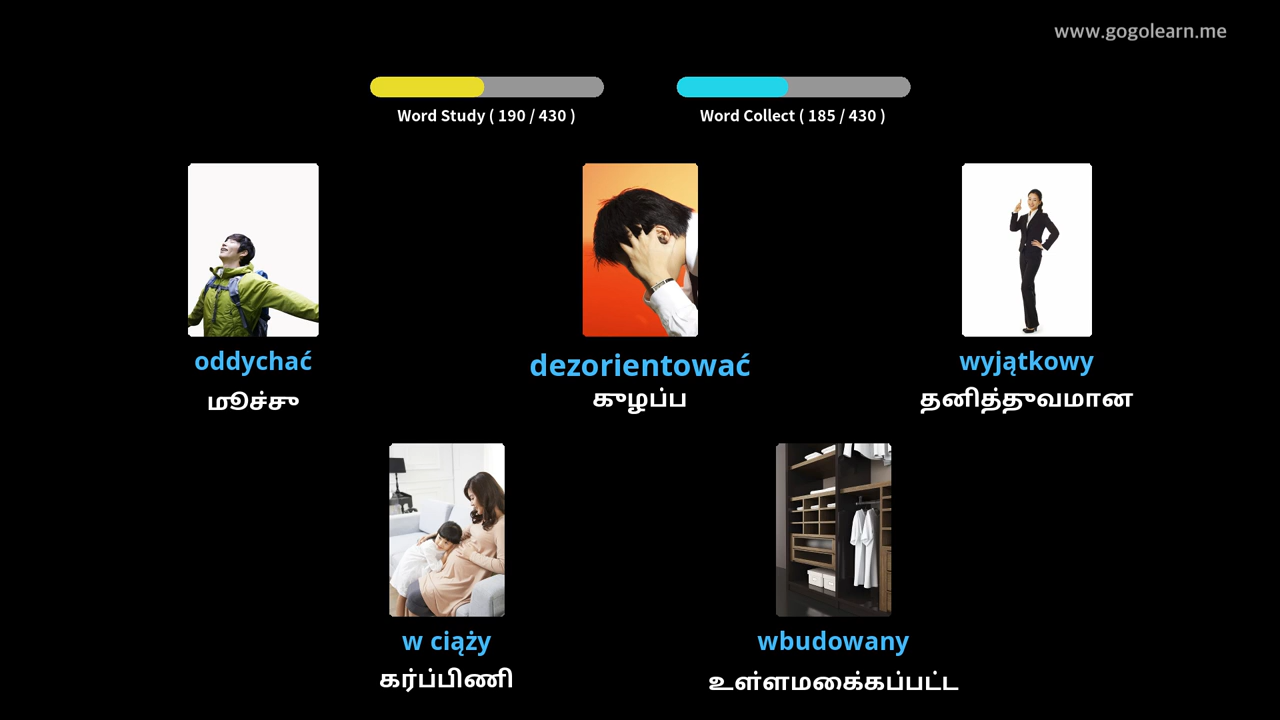 www.gogolearn.me
Word Study ( 190 / 430 )
Word Collect ( 185 / 430 )
oddychać
மூச்சு
dezorientować
குழப்ப
wyjątkowy
தனித்துவமான
w ciąży
கர்ப்பிணி
wbudowany
உள்ளமைக்கப்பட்ட